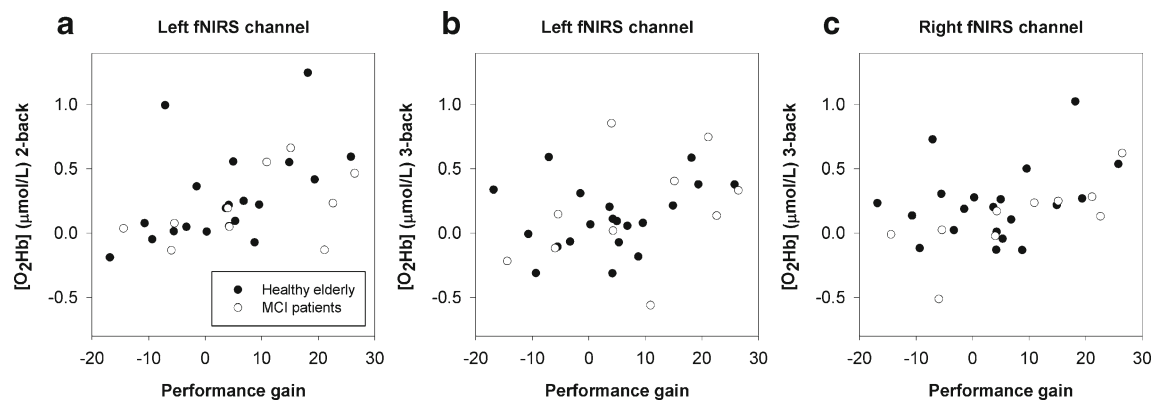 a Left fNIRS channel
[O₂Hb] (μmol/L) 2-back
1.0
0.5
0.0
-0.5
Healthy elderly
MCI patients
-20 -10 0 10 20 30
Performance gain
b Left fNIRS channel
[O₂Hb] (μmol/L) 3-back
1.0
0.5
0.0
-0.5
-20 -10 0 10 20 30
Performance gain
c Right fNIRS channel
[O₂Hb] (μmol/L) 3-back
1.0
0.5
0.0
-0.5
-20 -10 0 10 20 30
Performance gain